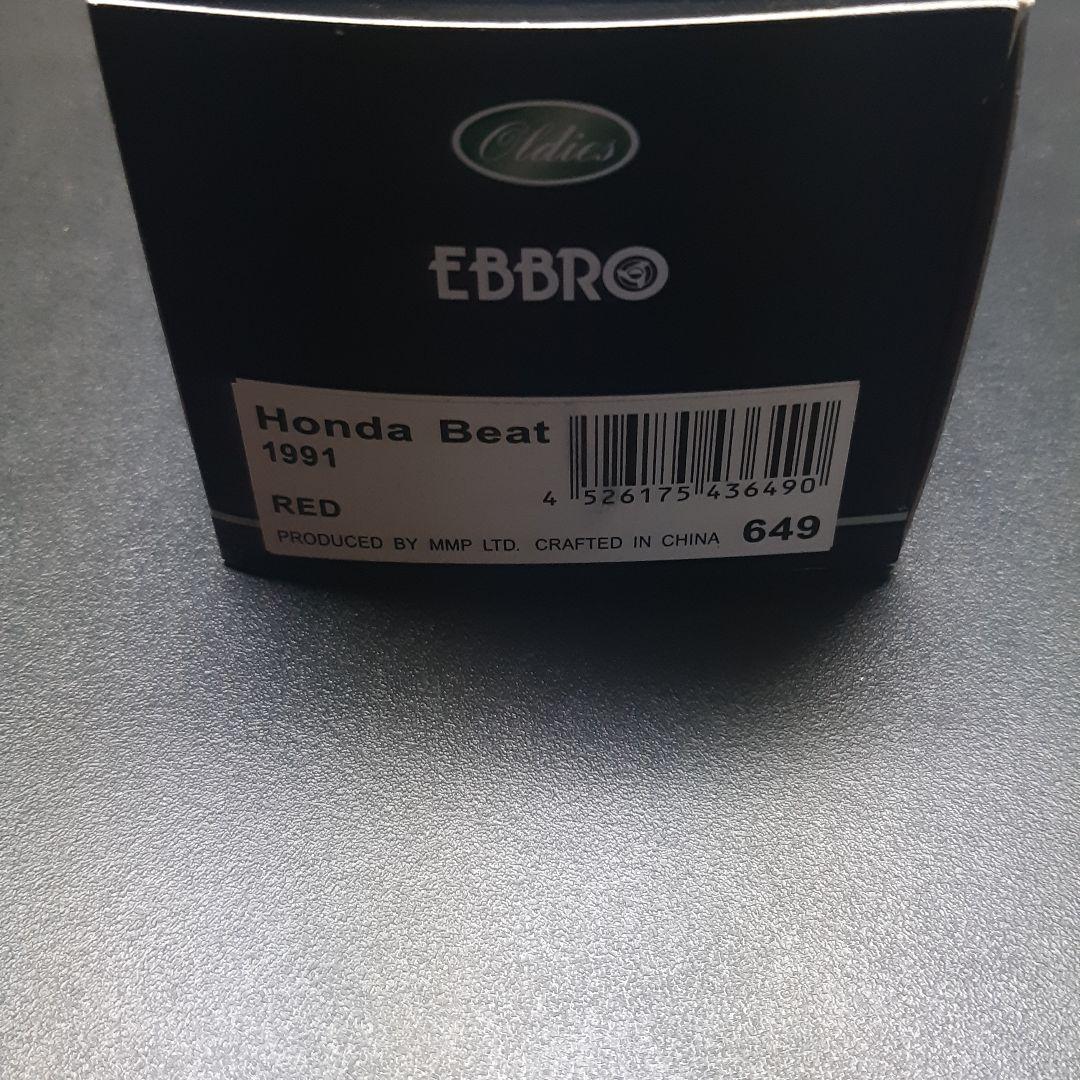 Oldies
EBBRO
Honda Beat
1991
4 526175 436490
RED
PRODUCED BY MMP LTD. CRAFTED IN CHINA 649